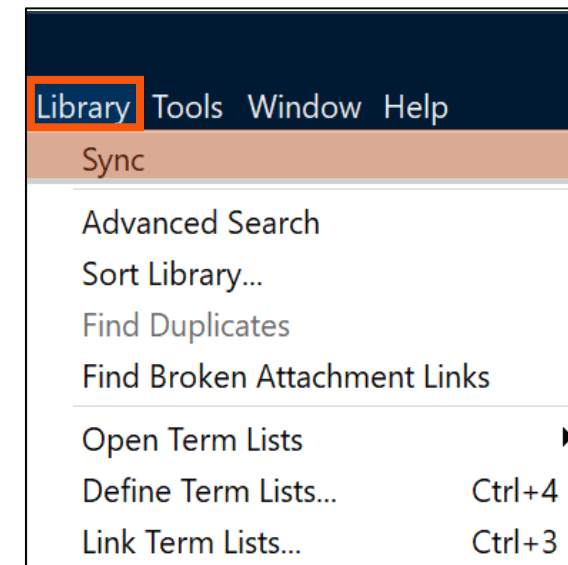 Library Tools Window Help
Sync
Advanced Search
Sort Library...
Find Duplicates
Find Broken Attachment Links
Open Term Lists
Define Term Lists... Ctrl+4
Link Term Lists... Ctrl+3